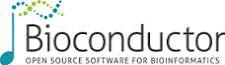 Bioconductor
OPEN SOURCE SOFTWARE FOR BIOINFORMATICS